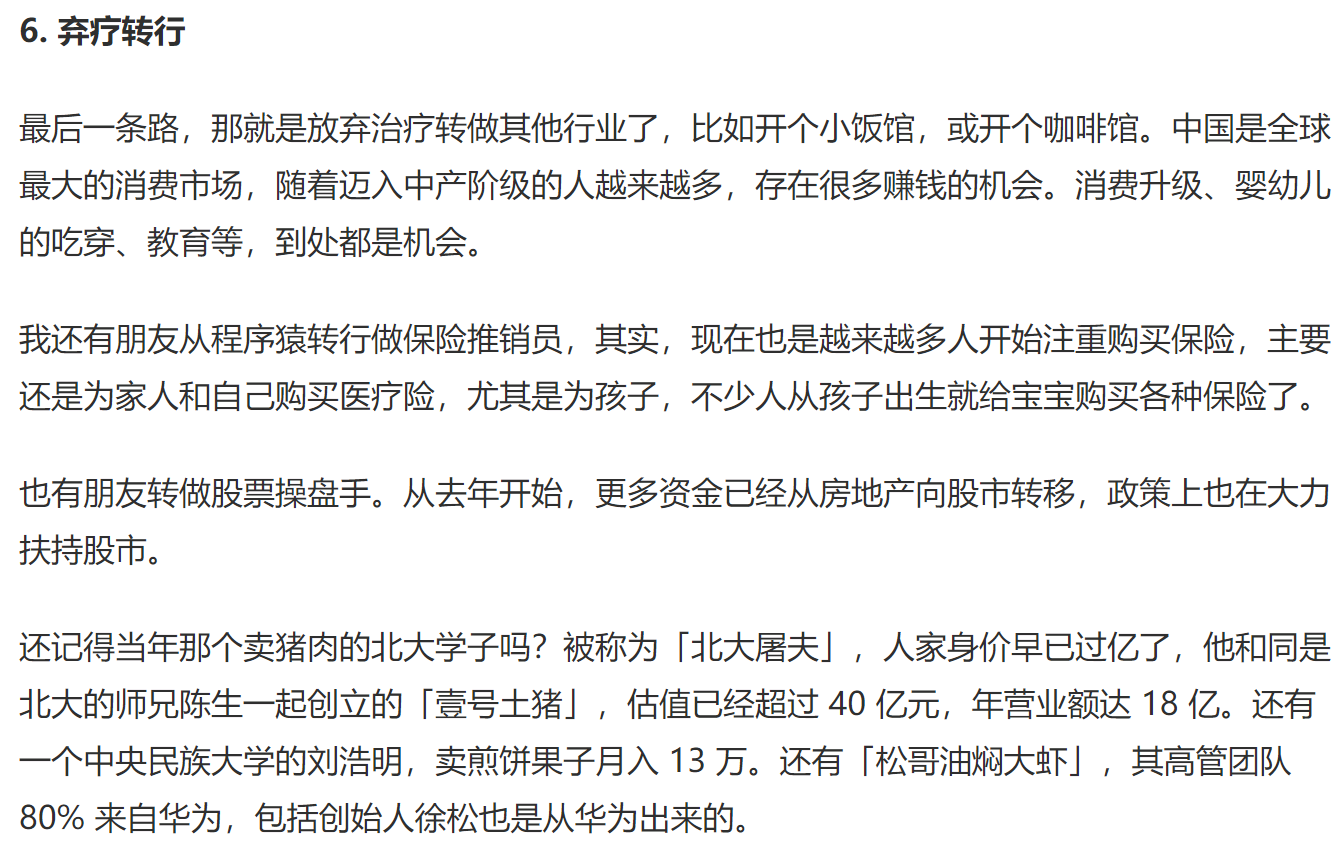 6. 弃疗转行
最后一条路，那就是放弃治疗转做其他行业了，比如开个小饭馆，或开个咖啡馆。中国是全球
最大的消费市场，随着迈入中产阶级的人越来越多，存在很多赚钱的机会。消费升级、婴幼儿
的吃穿、教育等，到处都是机会。
我还有朋友从程序猿转行做保险推销员，其实，现在也是越来越多人开始注重购买保险，主要
还是为家人和自己购买医疗险，尤其是为孩子，不少人从孩子出生就给宝宝购买各种保险了。
也有朋友转做股票操盘手。从去年开始，更多资金已经从房地产向股市转移，政策上也在大力
扶持股市。
还记得当年那个卖猪肉的北大学子吗？被称为「北大屠夫」，人家身价早已过亿了，他和同是
北大的师兄陈生一起创立的「壹号土猪」，估值已经超过 40 亿元，年营业额达 18 亿。还有
一个中央民族大学的刘浩明，卖煎饼果子月入 13 万。还有「松哥油焖大虾」，其高管团队
80% 来自华为，包括创始人徐松也是从华为出来的。